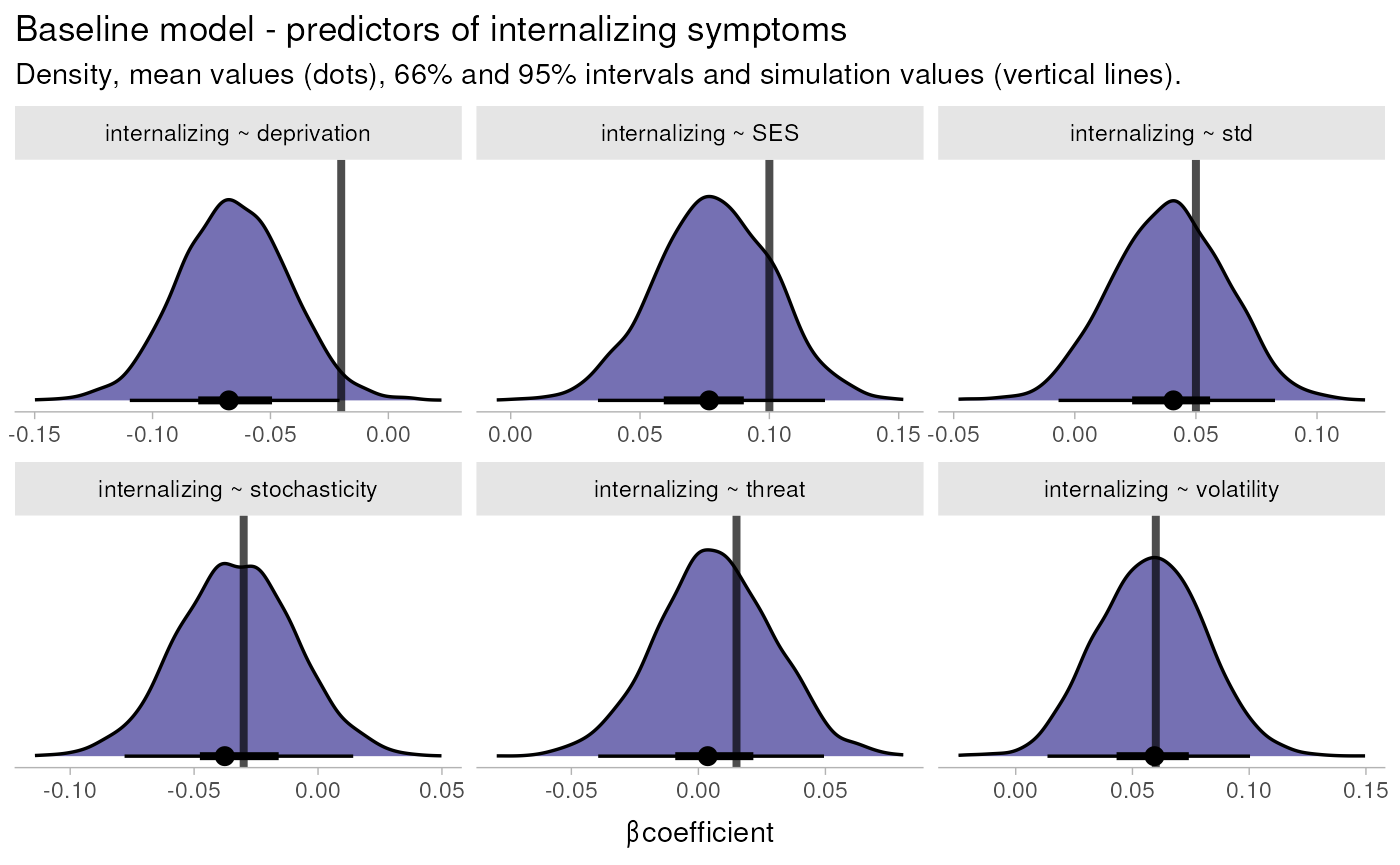 Baseline model - predictors of internalizing symptoms
Density, mean values (dots), 66% and 95% intervals and simulation values (vertical lines).
internalizing ~ deprivation
internalizing ~ SES
internalizing ~ std
-0.15 -0.10 -0.05 0.00
0.00 0.05 0.10 0.15
-0.05 0.00 0.05 0.10
internalizing ~ stochasticity
internalizing ~ threat
internalizing ~ volatility
-0.10 -0.05 0.00 0.05
-0.05 0.00 0.05
0.00 0.05 0.10 0.15
βcoefficient